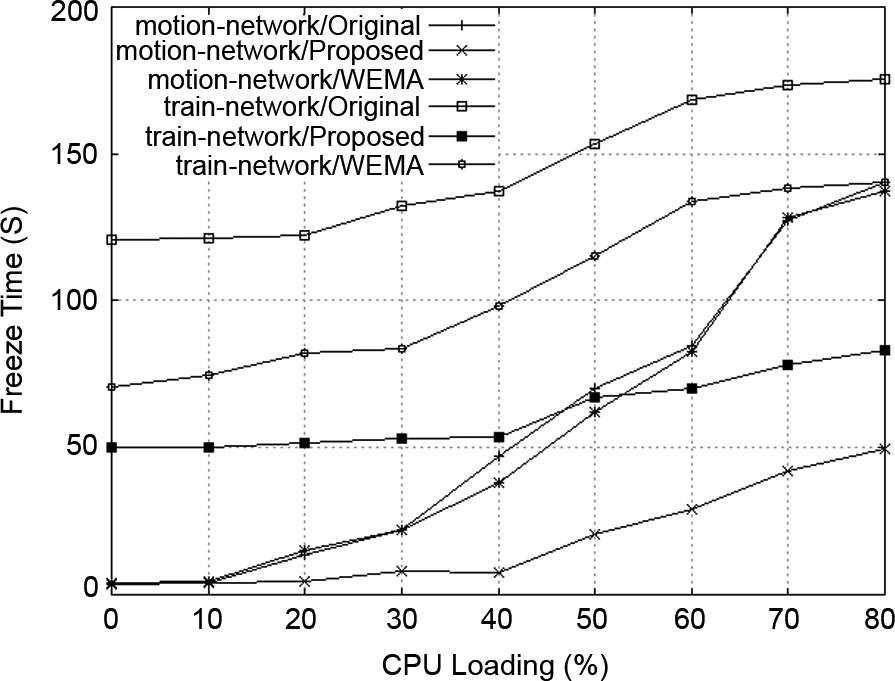 200
motion-network/Original
motion-network/Proposed
motion-network/WEMA
train-network/Original
train-network/Proposed
train-network/WEMA
150
100
50
0
Freeze Time (S)
0 10 20 30 40 50 60 70 80
CPU Loading (%)